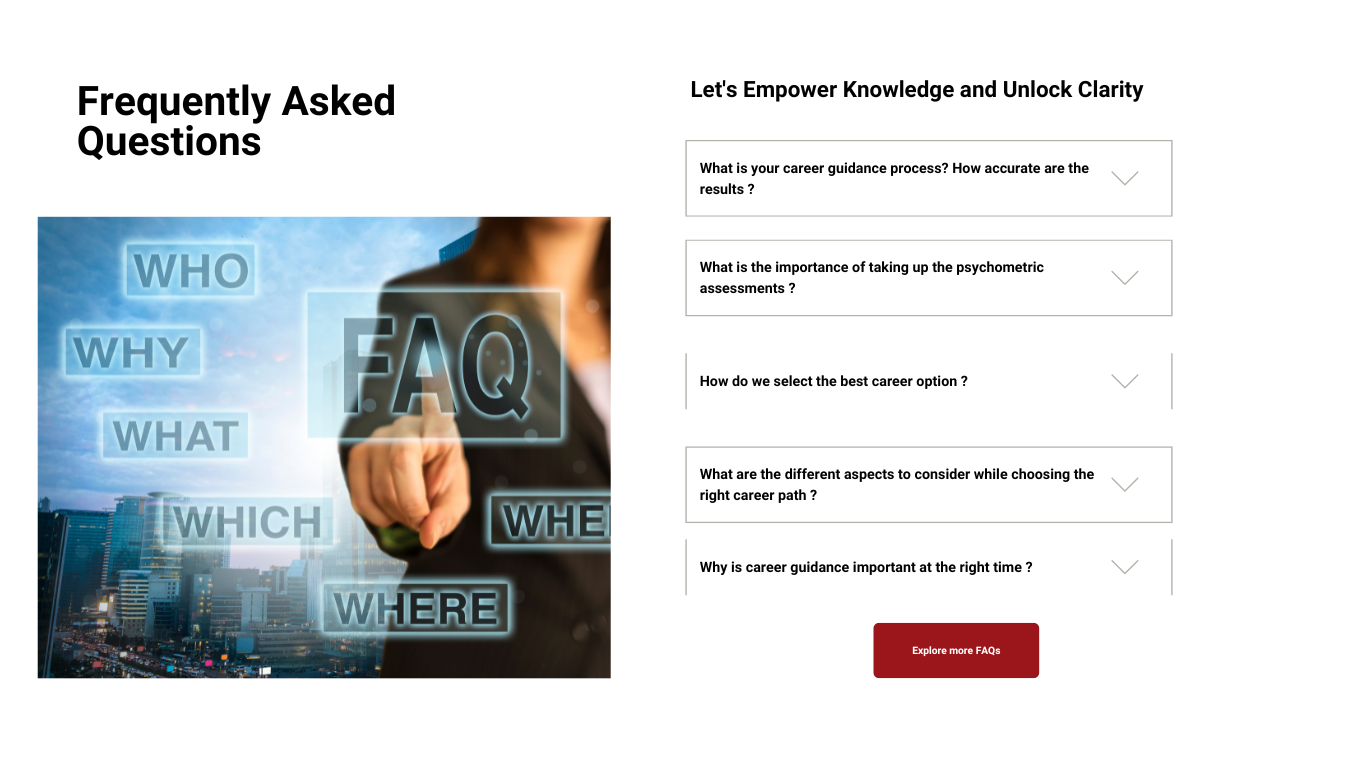 Frequently Asked
Questions
Let's Empower Knowledge and Unlock Clarity
What is your career guidance process? How accurate are the
results ?
What is the importance of taking up the psychometric
assessments ?
How do we select the best career option ?
What are the different aspects to consider while choosing the
right career path ?
Why is career guidance important at the right time ?
Explore more FAQs
WHO
FAQ
WHY
WHAT
WHICH
WHE
WHERE